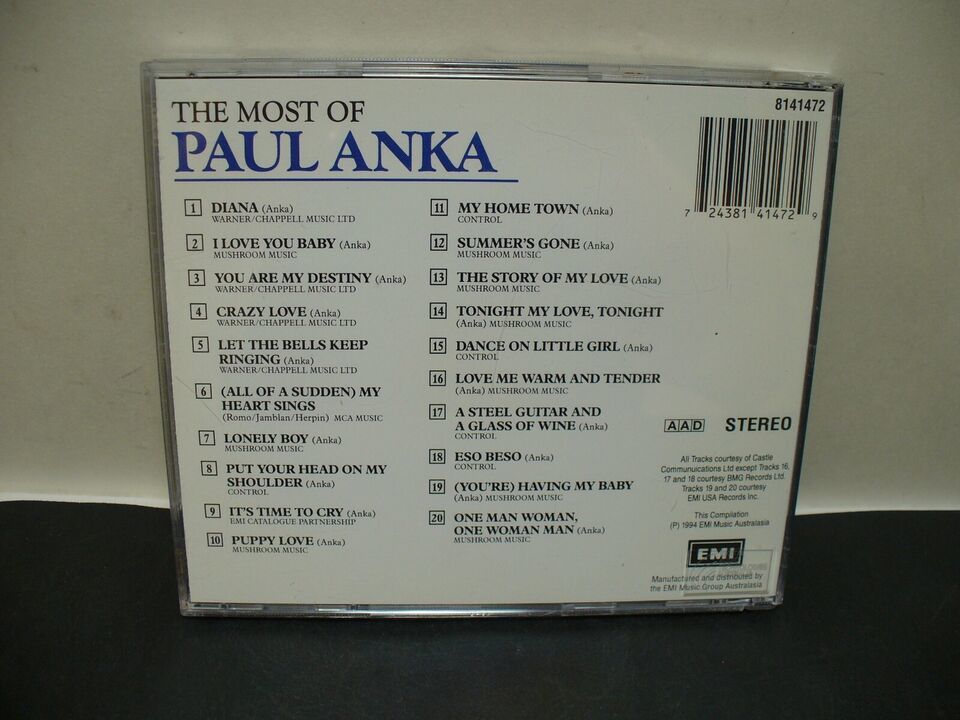 THE MOST OF
PAUL ANKA
8141472
7 24381 41472 9
1 DIANA (Anka)
WARNER/CHAPPELL MUSIC LTD
2 I LOVE YOU BABY (Anka)
MUSHROOM MUSIC
3 YOU ARE MY DESTINY (Anka)
WARNER/CHAPPELL MUSIC LTD
4 CRAZY LOVE (Anka)
WARNER/CHAPPELL MUSIC LTD
5 LET THE BELLS KEEP
RINGING (Anka)
WARNER/CHAPPELL MUSIC LTD
6 (ALL OF A SUDDEN) MY
HEART SINGS
(Romo/Jamblan/Herpin) MCA MUSIC
7 LONELY BOY (Anka)
MUSHROOM MUSIC
8 PUT YOUR HEAD ON MY
SHOULDER (Anka)
CONTROL
9 IT'S TIME TO CRY (Anka)
EMI CATALOGUE PARTNERSHIP
10 PUPPY LOVE (Anka)
MUSHROOM MUSIC
11 MY HOME TOWN (Anka)
CONTROL
12 SUMMER'S GONE (Anka)
MUSHROOM MUSIC
13 THE STORY OF MY LOVE (Anka)
MUSHROOM MUSIC
14 TONIGHT MY LOVE, TONIGHT
(Anka) MUSHROOM MUSIC
15 DANCE ON LITTLE GIRL (Anka)
CONTROL
16 LOVE ME WARM AND TENDER
(Anka) MUSHROOM MUSIC
17 A STEEL GUITAR AND
A GLASS OF WINE (Anka)
CONTROL
18 ESO BESO (Anka)
CONTROL
19 (YOU'RE) HAVING MY BABY
(Anka) MUSHROOM MUSIC
20 ONE MAN WOMAN,
ONE WOMAN MAN (Anka)
MUSHROOM MUSIC
AAD STEREO
All Tracks courtesy of Castle
Communuications Ltd except Tracks 16,
17 and 18 courtesy BMG Records Ltd.
Tracks 19 and 20 courtesy
EMI USA Records Inc.
This Compilation
(P) 1994 EMI Music Australasia
EMI
Manufactured and distributed by
the EMI Music Group Australasia.